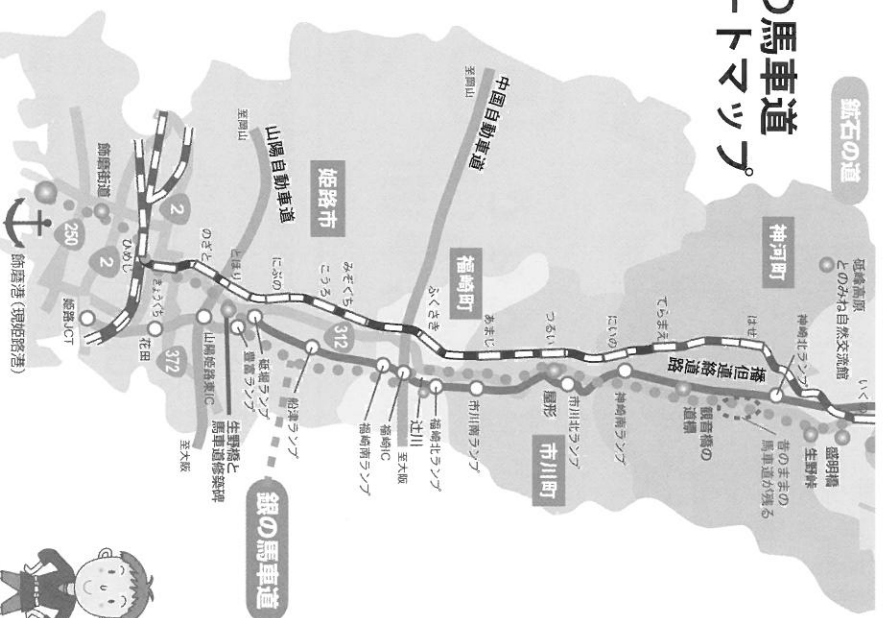 の馬車道
ートマップ
鉱石の道
砥峰高原
とのみね自然交流館
神河町
いくの
盛明橋
生野峠
はせ
神崎北ランプ
昔のままの
馬車道が残る
播但連絡道路
観音橋の
道標
てらまえ
にいの
神崎南ランプ
市川北ランプ
つるい
屋形
市川町
あまじ
市川南ランプ
中国自動車道
至岡山
福崎町
ふくさき
福崎北ランプ
辻川
至大阪
福崎IC
福崎南ランプ
みぞぐち
こうろ
312
船津ランプ
姫路市
山陽自動車道
至岡山
にぶの
とほり
のざと
砥堀ランプ
豊富ランプ
生野橋と
馬車道修築碑
銀の馬車道
山陽姫路東IC
至大阪
372
きょうぐち
花田
ひめじ
姫路JCT
2
2
250
飾磨街道
飾磨港(現姫路港)